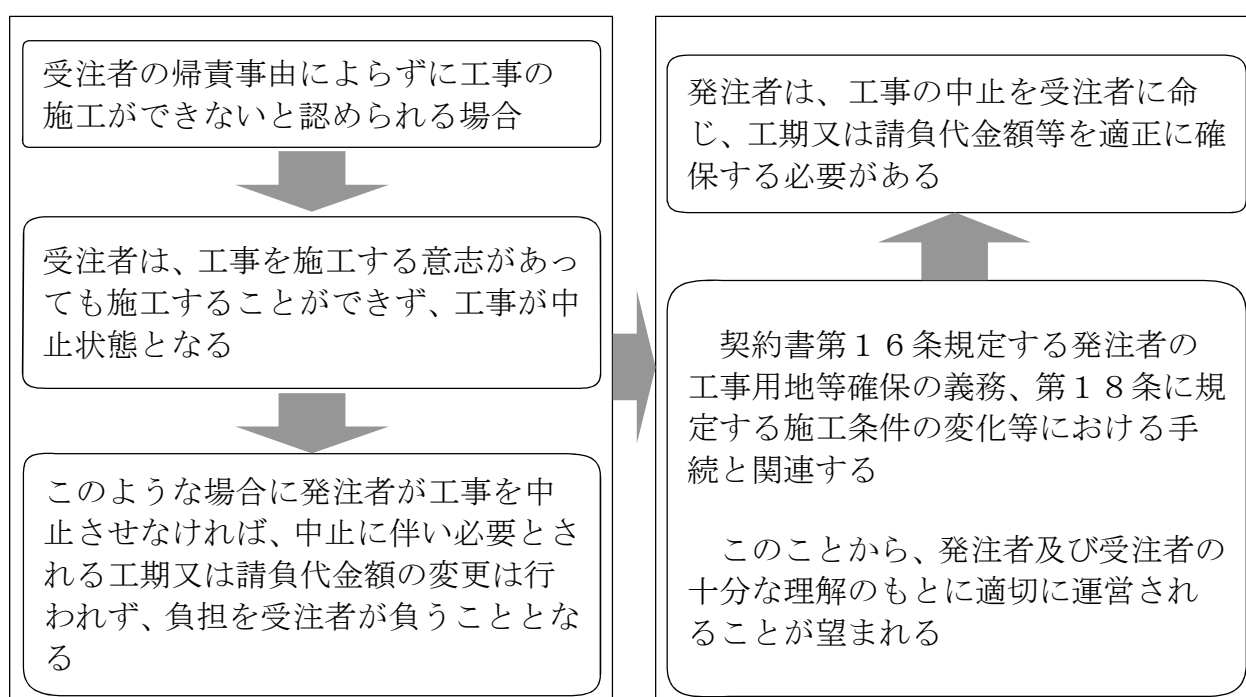 受注者の帰責事由によらずに工事の
施工ができないと認められる場合
受注者は、工事を施工する意志があっ
ても施工することができず、工事が中
止状態となる
このような場合に発注者が工事を中
止させなければ、中止に伴い必要とさ
れる工期又は請負代金額の変更は行
われず、負担を受注者が負うこととな
る
契約書第１６条規定する発注者の
工事用地等確保の義務、第１８条に規
定する施工条件の変化等における手
続と関連する
このことから、発注者及び受注者の
十分な理解のもとに適切に運営され
ることが望まれる
発注者は、工事の中止を受注者に命
じ、工期又は請負代金額等を適正に確
保する必要がある